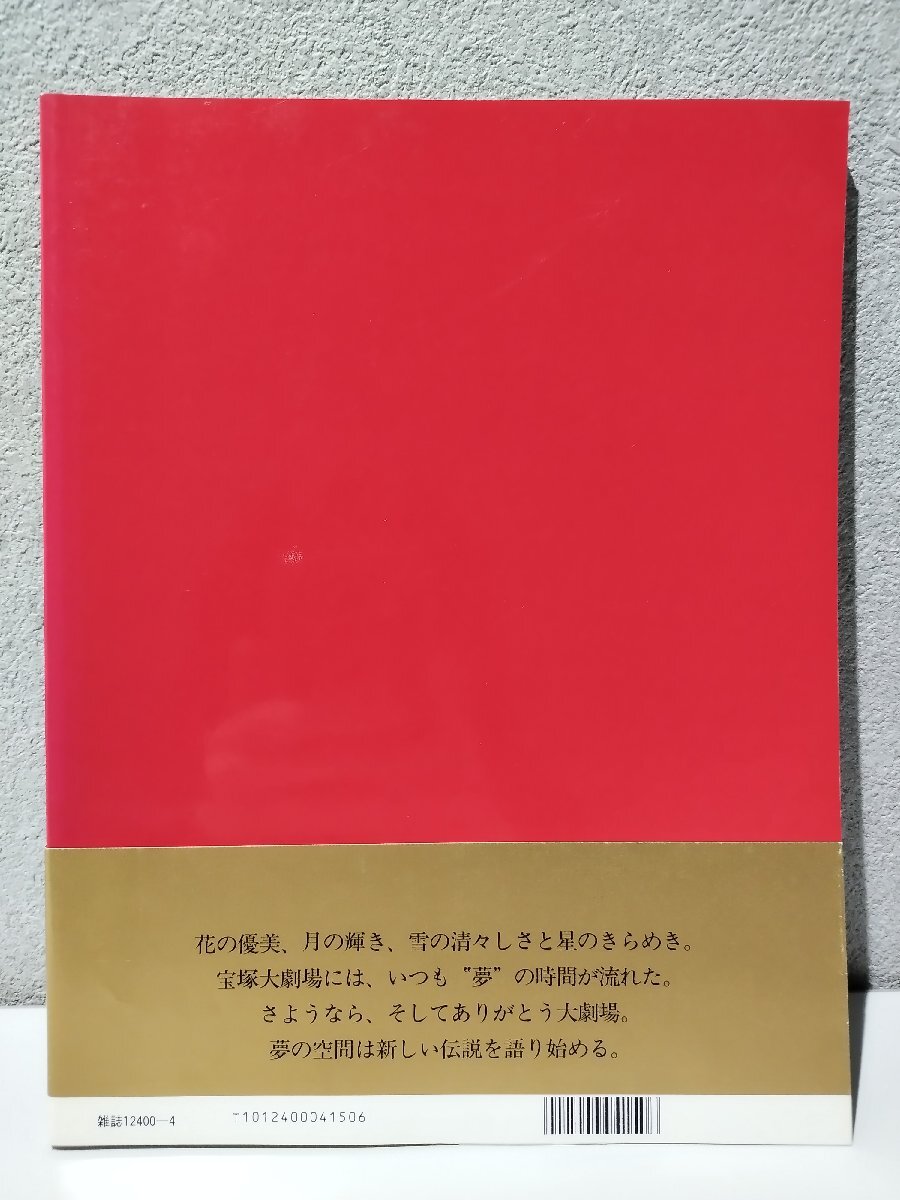 花の優美、月の輝き、雪の清々しさと星のきらめき。
宝塚大劇場には、いつも〝夢〟の時間が流れた。
さようなら、そしてありがとう大劇場。
夢の空間は新しい伝説を語り始める。
雑誌12400―4 T1012400041506